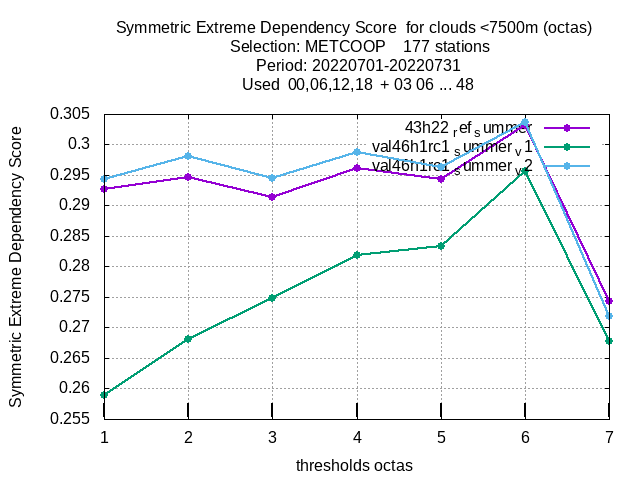 Symmetric Extreme Dependency Score  for clouds <7500m (octas)
Selection: METCOOP    177 stations
Period: 20220701-20220731
Used  00,06,12,18  + 03 06 ... 48
Symmetric Extreme Dependency Score
0.305
0.3
0.295
0.29
0.285
0.28
0.275
0.27
0.265
0.26
0.255
43h22refsummer
val46h1rc1summerv1
val46h1rc1summerv2
1 2 3 4 5 6 7
thresholds octas